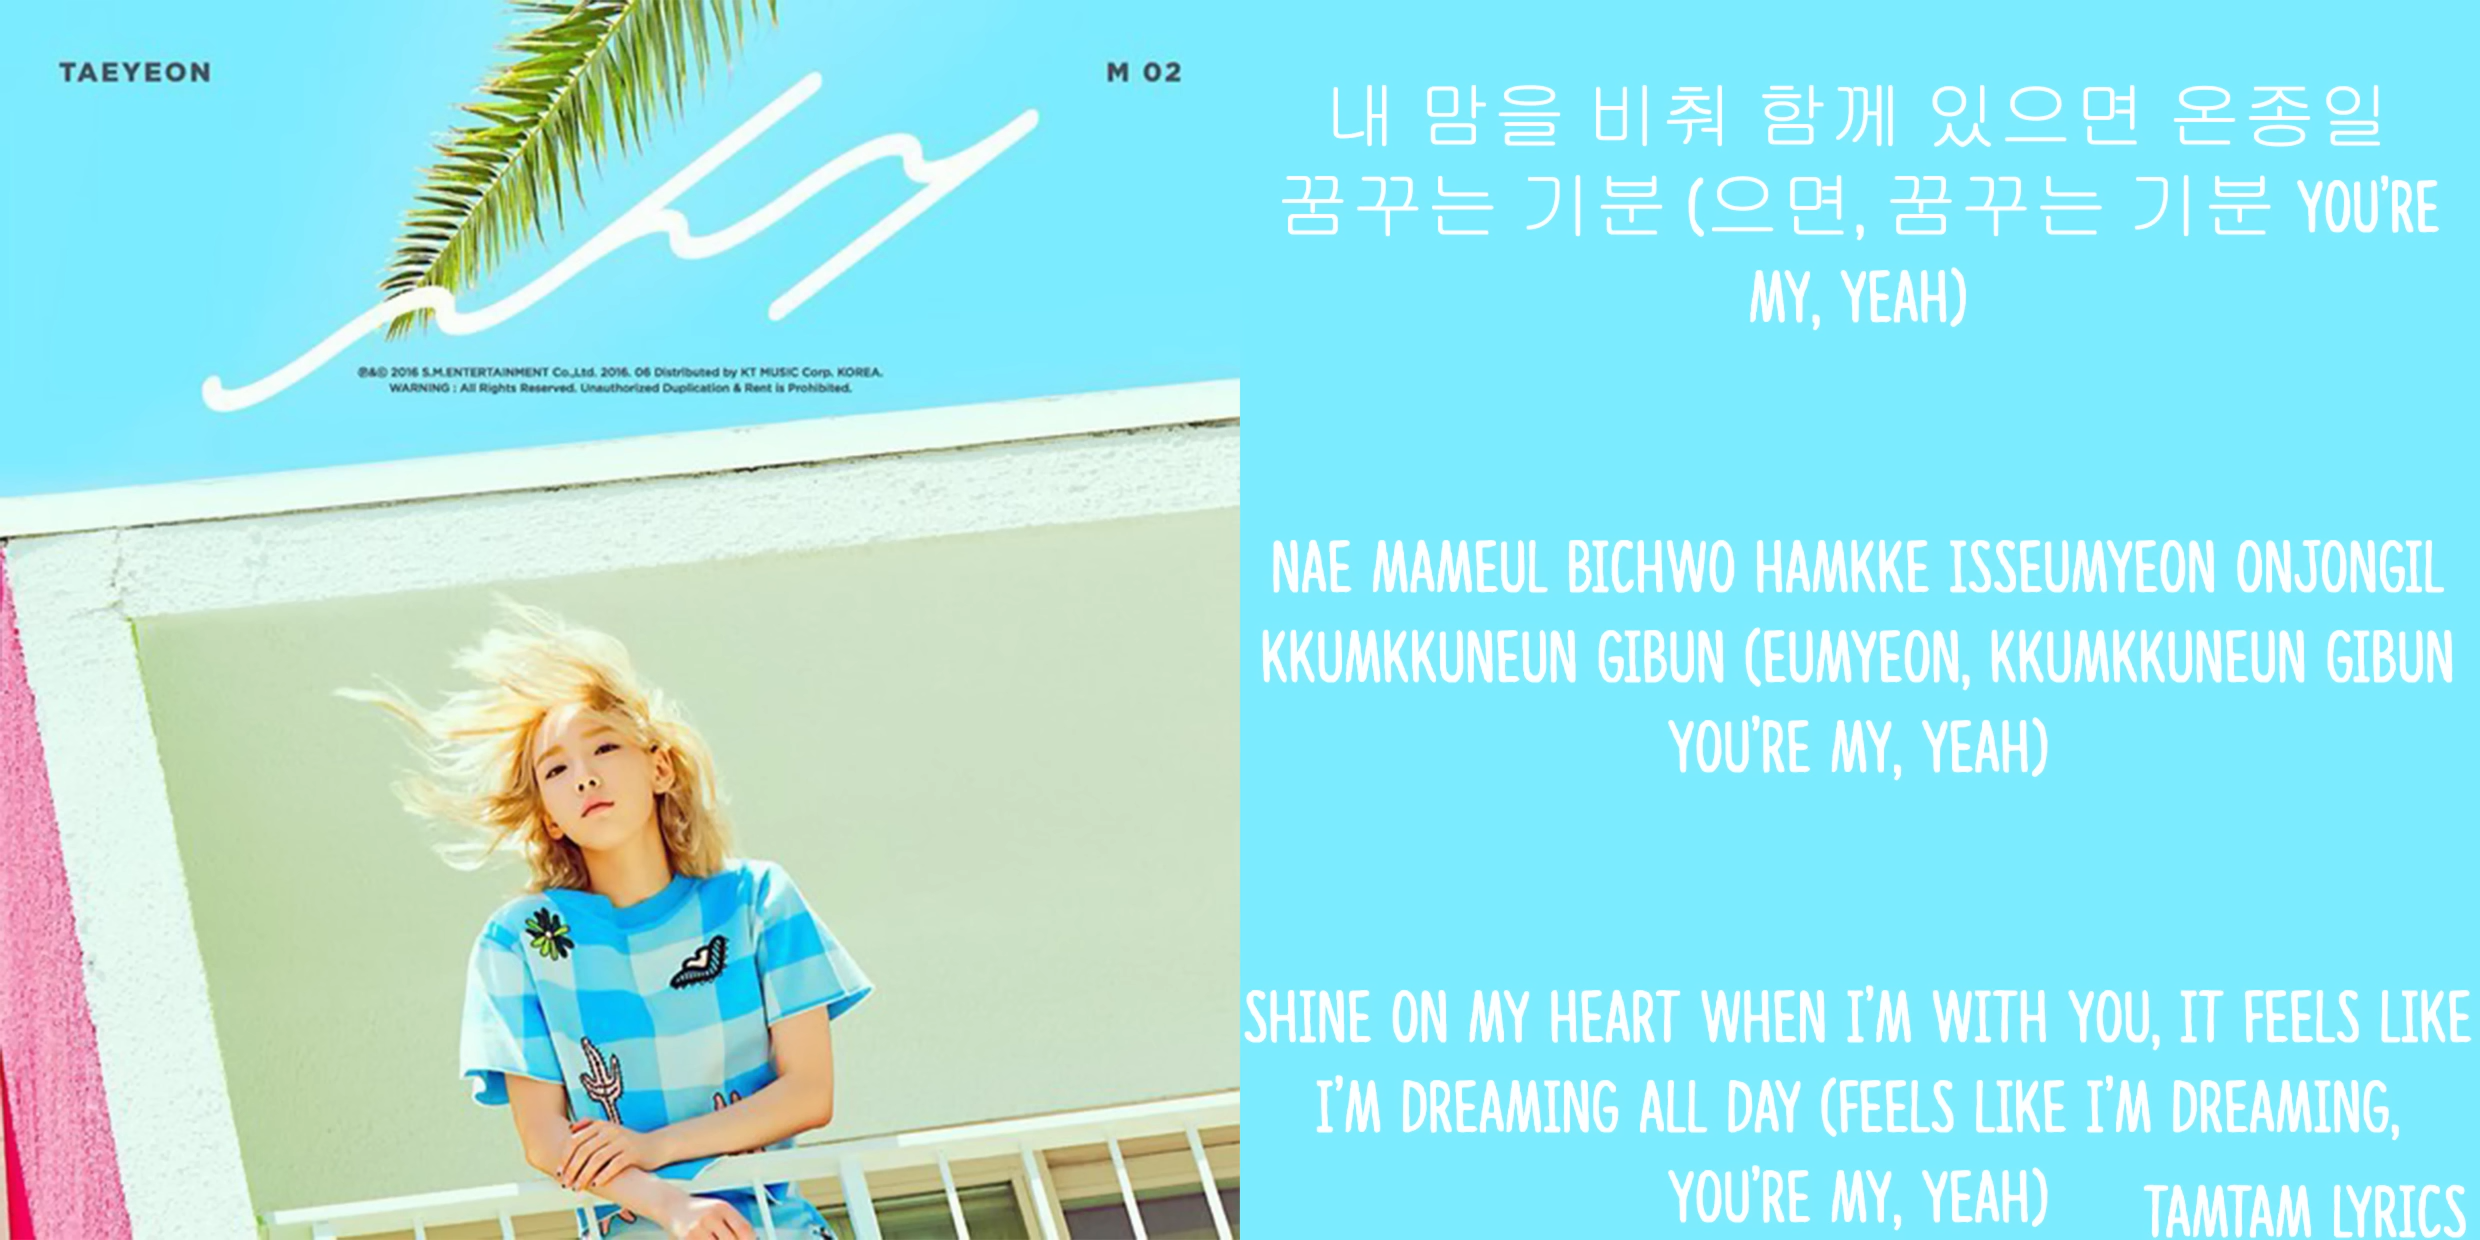 TAEYEON
M 02
Why
℗&© 2016 S.M.ENTERTAINMENT Co.,Ltd. 2016. 06 Distributed by KT MUSIC Corp. KOREA.
WARNING : All Rights Reserved. Unauthorized Duplication & Rent is Prohibited.
내 맘을 비춰 함께 있으면 온종일
꿈꾸는 기분 (으면, 꿈꾸는 기분 YOU'RE
MY, YEAH)
NAE MAMEUL BICHWO HAMKKE ISSEUMYEON ONJONGIL
KKUMKKUNEUN GIBUN (EUMYEON, KKUMKKUNEUN GIBUN
YOU'RE MY, YEAH)
SHINE ON MY HEART WHEN I'M WITH YOU, IT FEELS LIKE
I'M DREAMING ALL DAY (FEELS LIKE I'M DREAMING,
YOU'RE MY, YEAH)
TAMTAM LYRICS